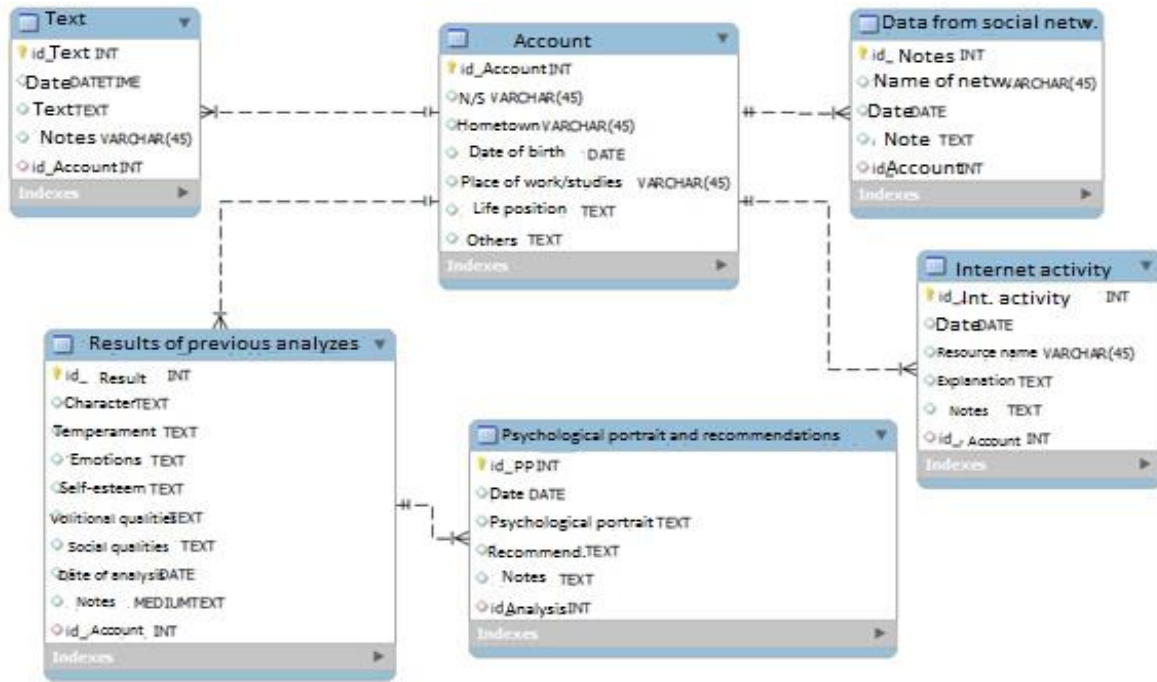 Text
id_Text INT
Date DATETIME
Text TEXT
Notes VARCHAR(45)
id_Account INT
Indexes
Account
id_Account INT
N/S VARCHAR(45)
Hometown VARCHAR(45)
Date of birth DATE
Place of work/studies VARCHAR(45)
Life position TEXT
Others TEXT
Indexes
Data from social netw.
id_ Notes INT
Name of netw. VARCHAR(45)
Date DATE
Note TEXT
idAccount INT
Indexes
Internet activity
id_Int. activity INT
Date DATE
Resource name VARCHAR(45)
Explanation TEXT
Notes TEXT
id_ Account INT
Indexes
Results of previous analyzes
id_ Result INT
Character TEXT
Temperament TEXT
Emotions TEXT
Self-esteem TEXT
Volitional qualities TEXT
Social qualities TEXT
Date of analysis DATE
Notes MEDIUMTEXT
id_Account INT
Indexes
Psychological portrait and recommendations
id_PP INT
Date DATE
Psychological portrait TEXT
Recommend. TEXT
Notes TEXT
idAnalysis INT
Indexes